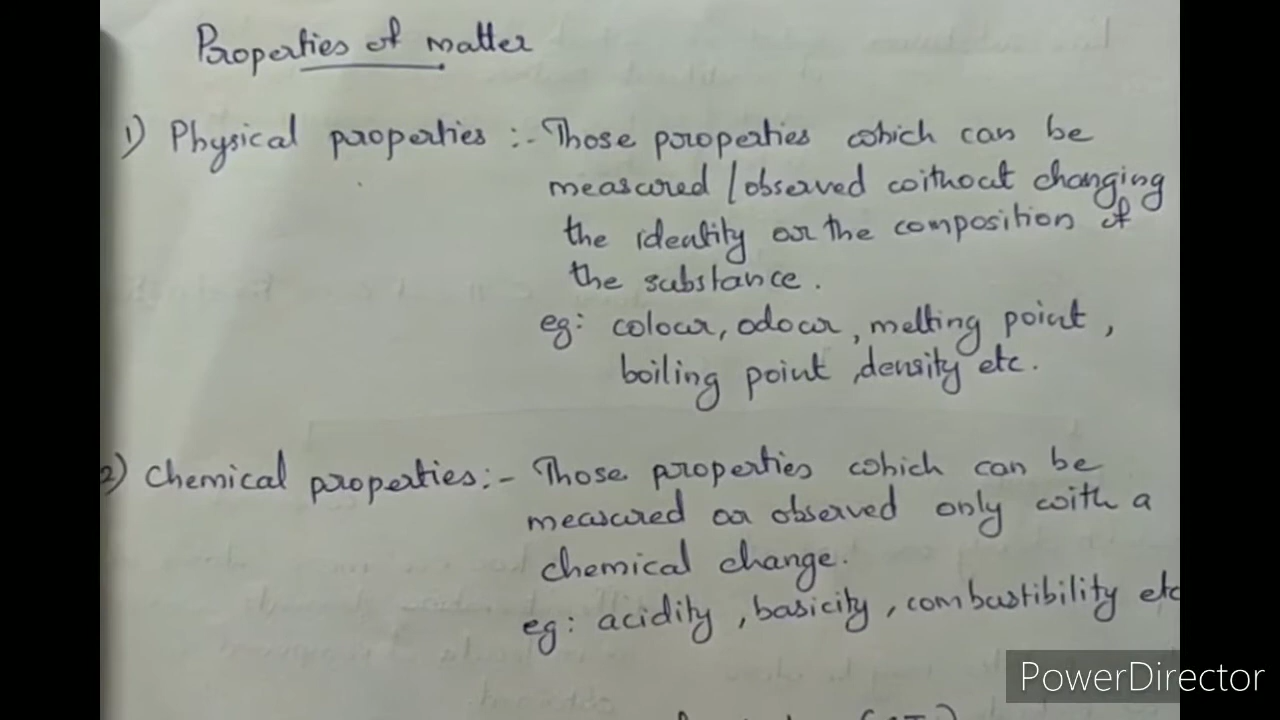 Properties of matter
1) Physical properties :- Those properties which can be
measured / observed without changing
the identity or the composition of
the substance.
eg: colour, odour, melting point,
boiling point, density etc.
2) Chemical properties:- Those properties which can be
measured or observed only with a
chemical change.
eg: acidity, basicity, combustibility etc
PowerDirector